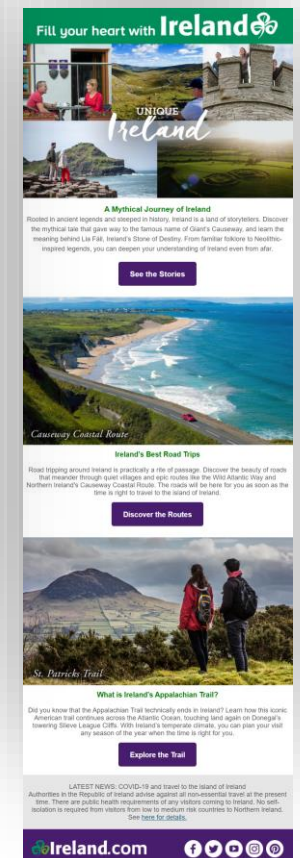 Fill your heart with Ireland
UNIQUE
Ireland
A Mythical Journey of Ireland
Rooted in ancient legends and steeped in history, Ireland is a land of storytellers. Discover
the mythical tale that gave way to the famous name of Giant's Causeway, and learn the
meaning behind Lia Fáil, Ireland's Stone of Destiny. From familiar folklore to Neolithic-
inspired legends, you can deepen your understanding of Ireland even from afar.
See the Stories
Causeway Coastal Route
Ireland's Best Road Trips
Road tripping around Ireland is practically a rite of passage. Discover the beauty of roads
that meander through quiet villages and epic routes like the Wild Atlantic Way and
Northern Ireland's Causeway Coastal Route. The roads will be here for you as soon as the
time is right to travel to the island of Ireland.
Discover the Routes
St. Patricks Trail
What is Ireland's Appalachian Trail?
Did you know that the Appalachian Trail technically ends in Ireland? Learn how this iconic
American trail continues across the Atlantic Ocean, touching land again on Donegal's
towering Slieve League Cliffs. With Ireland's temperate climate, you can plan your visit
any season of the year when the time is right for you.
Explore the Trail
LATEST NEWS: COVID-19 and travel to the island of Ireland
Authorities in the Republic of Ireland advise against all non-essential travel at the present
time. There are public health requirements of any visitors coming to Ireland. No self-
isolation is required from visitors from low to medium risk countries to Northern Ireland.
See here for details.
Ireland.com